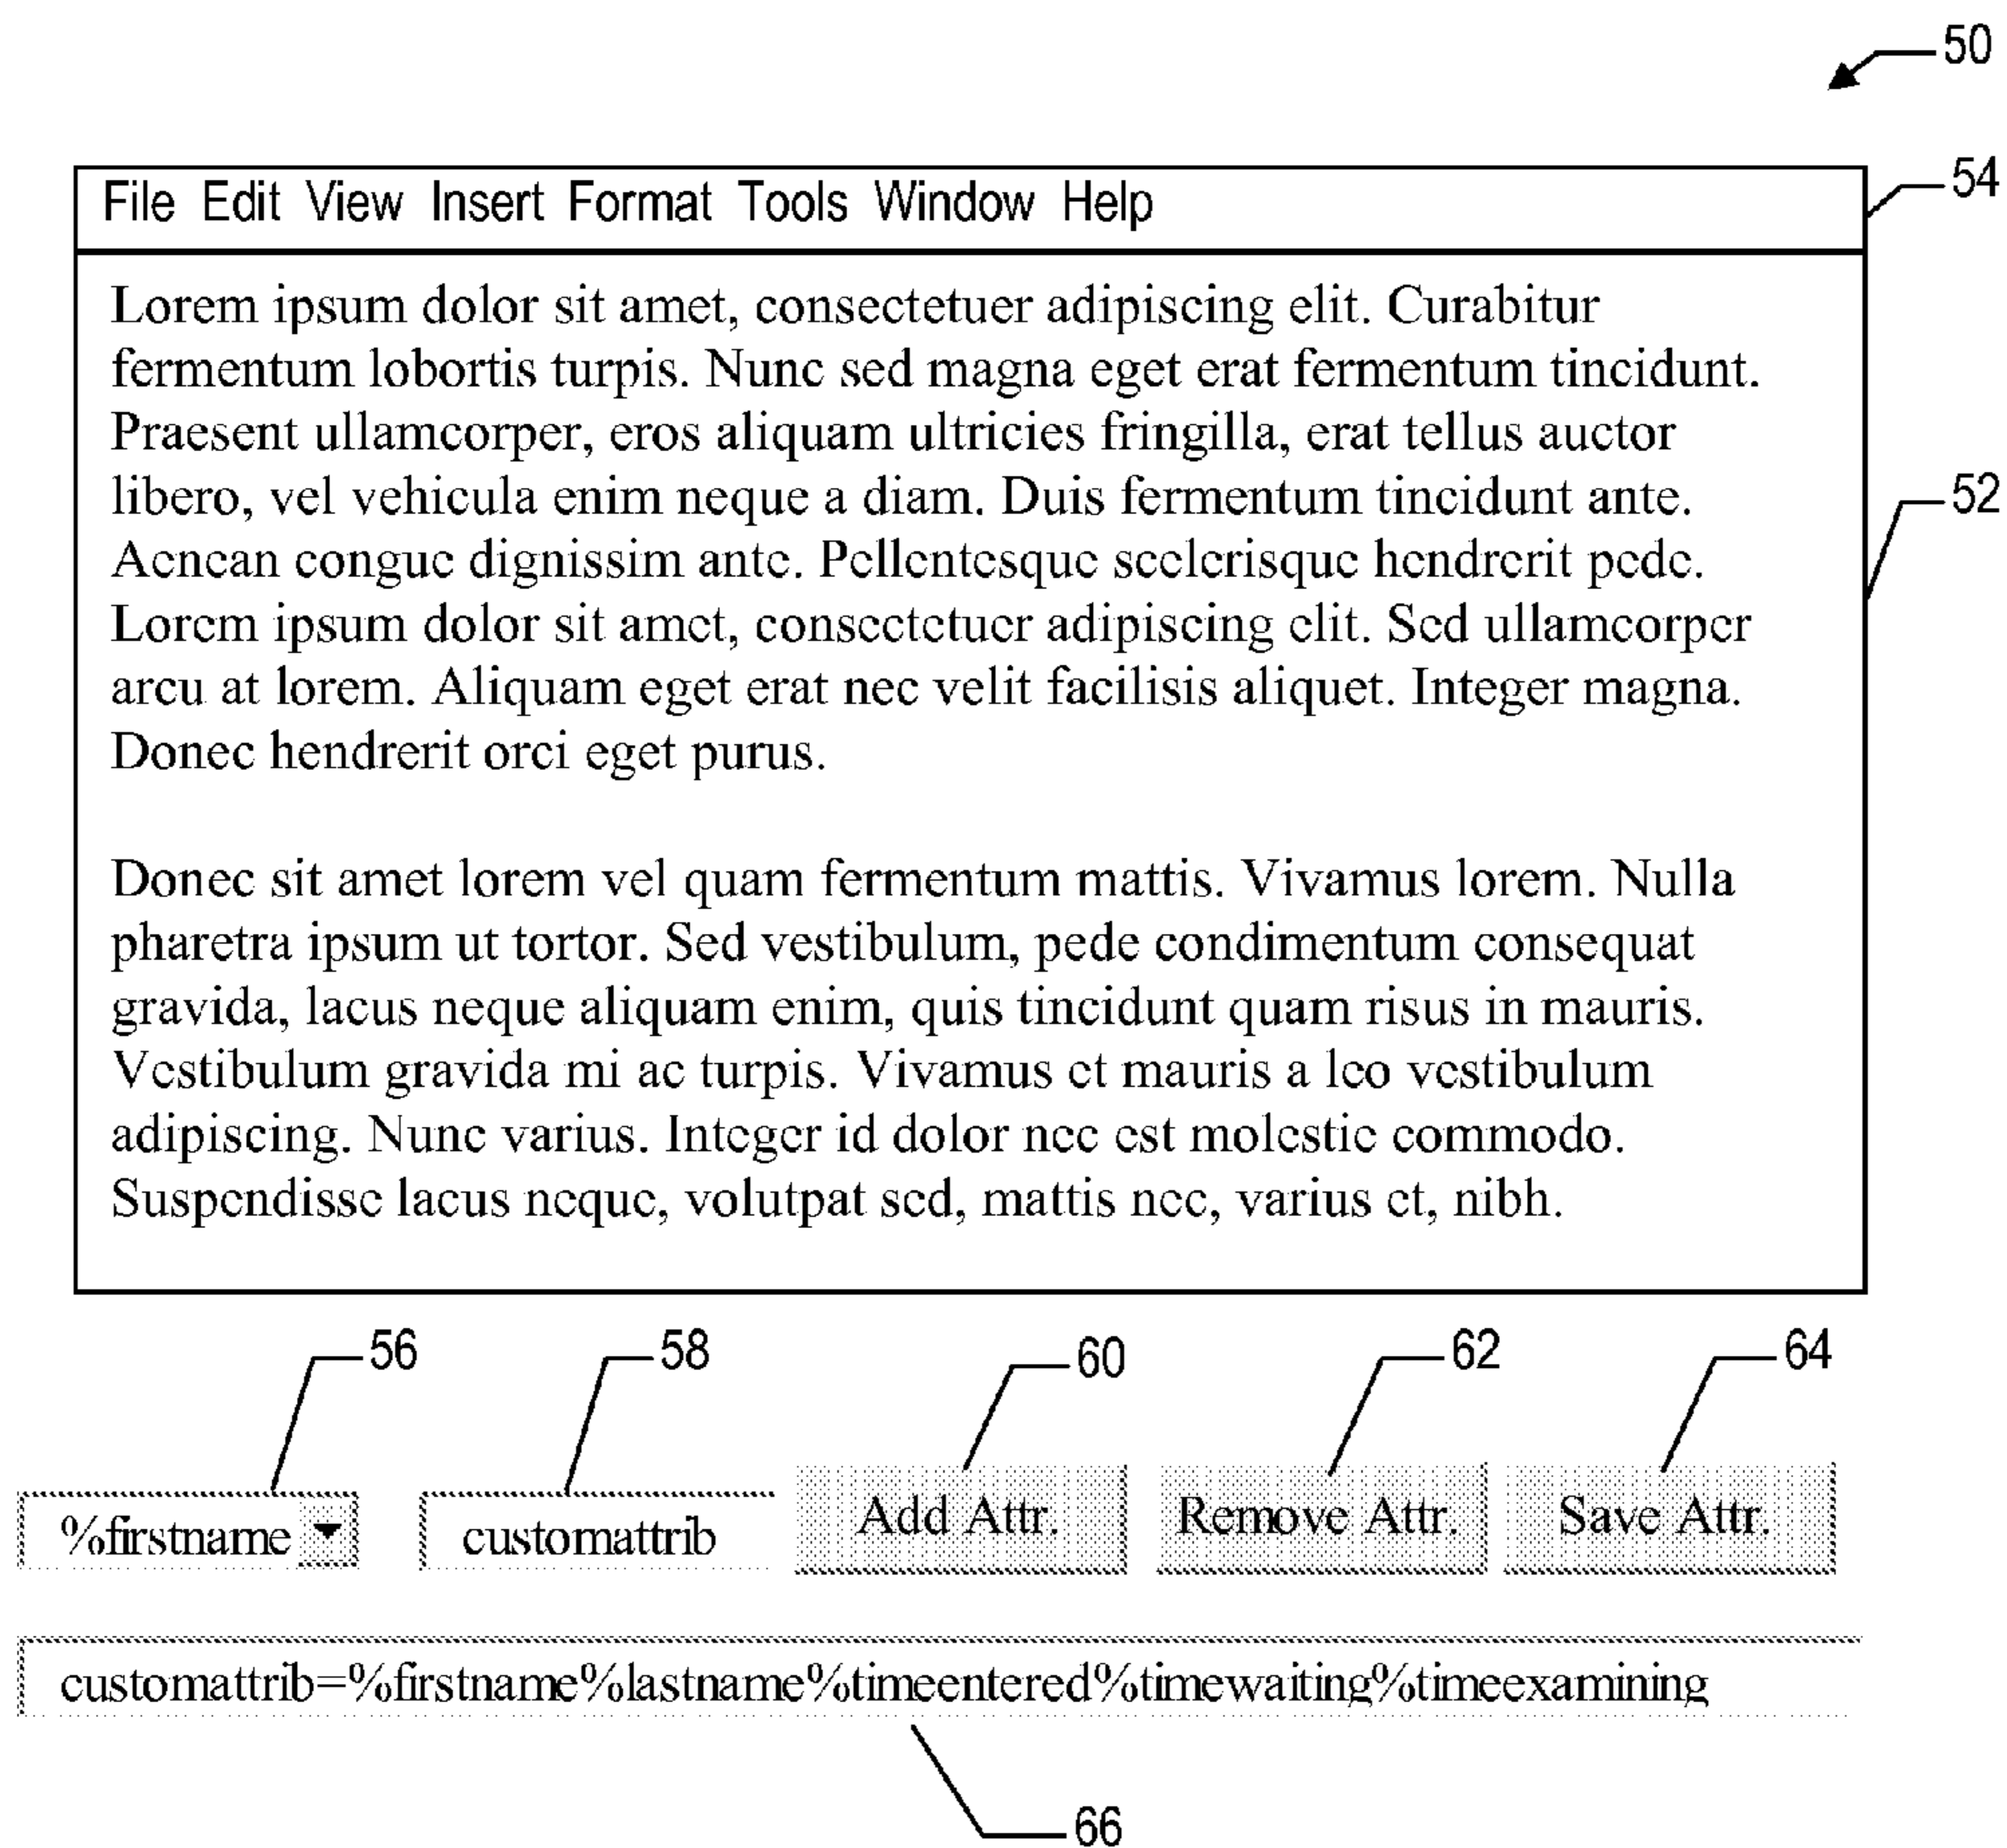 50
File Edit View Insert Format Tools Window Help
54
Lorem ipsum dolor sit amet, consectetuer adipiscing elit. Curabitur
fermentum lobortis turpis. Nunc sed magna eget erat fermentum tincidunt.
Praesent ullamcorper, eros aliquam ultricies fringilla, erat tellus auctor
libero, vel vehicula enim neque a diam. Duis fermentum tincidunt ante.
52
Aenean congue dignissim ante. Pellentesque scelerisque hendrerit pede.
Lorem ipsum dolor sit amet, consectetuer adipiscing elit. Sed ullamcorper
arcu at lorem. Aliquam eget erat nec velit facilisis aliquet. Integer magna.
Donec hendrerit orci eget purus.
Donec sit amet lorem vel quam fermentum mattis. Vivamus lorem. Nulla
pharetra ipsum ut tortor. Sed vestibulum, pede condimentum consequat
gravida, lacus neque aliquam enim, quis tincidunt quam risus in mauris.
Vestibulum gravida mi ac turpis. Vivamus et mauris a leo vestibulum
adipiscing. Nunc varius. Integer id dolor nec est molestie commodo.
Suspendisse lacus neque, volutpat sed, mattis nec, varius et, nibh.
56 58 60 62 64
%firstname customattrib Add Attr. Remove Attr. Save Attr.
customattrib=%firstname%lastname%timeentered%timewaiting%timeexamining
66